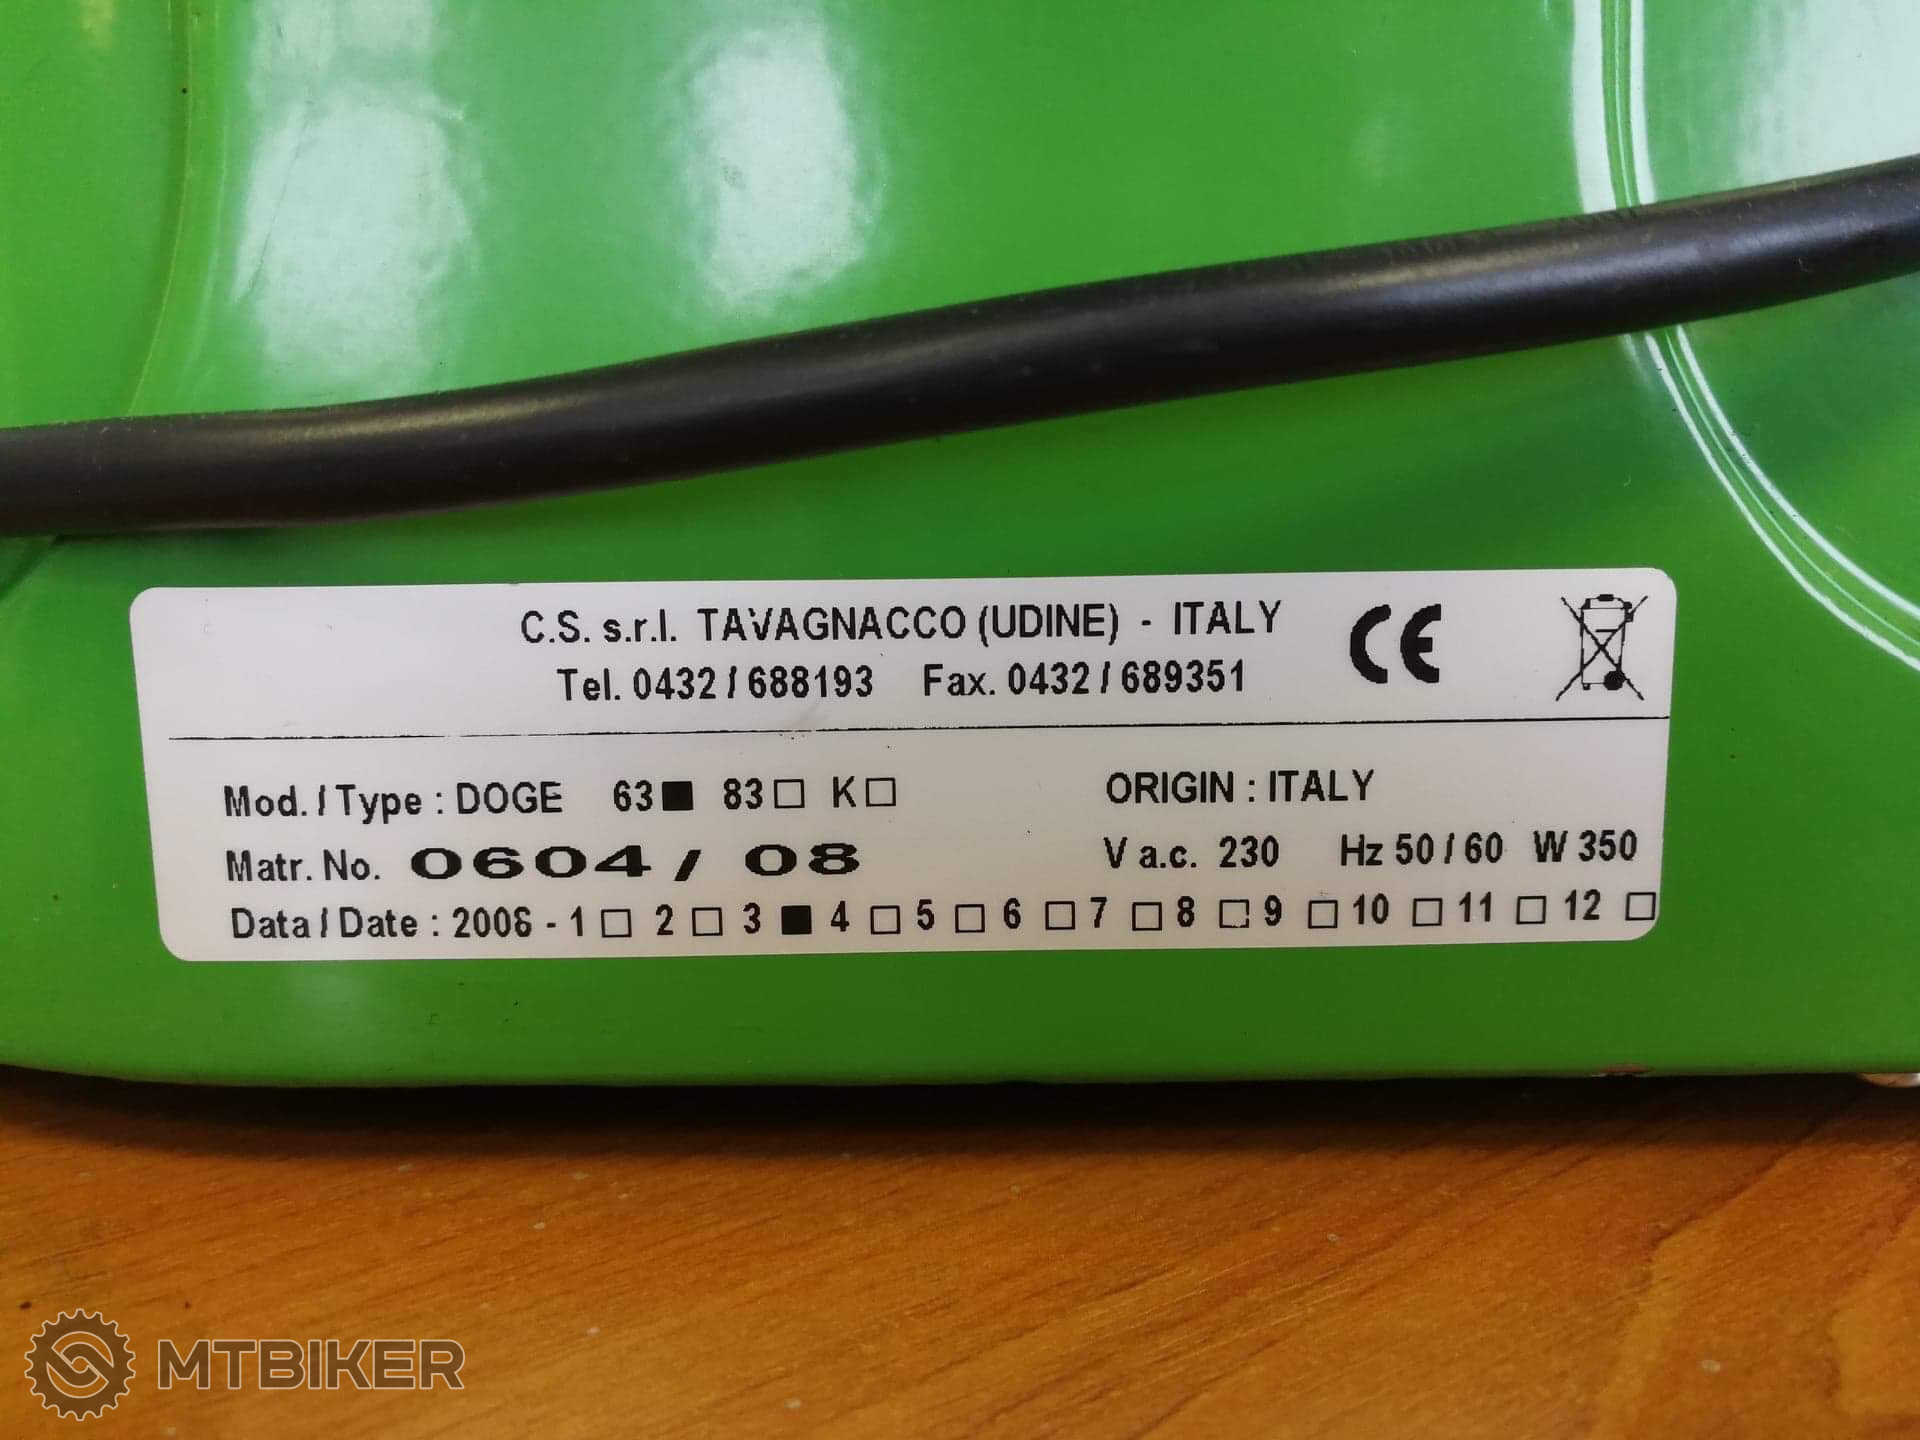 C.S. s.r.l. TAVAGNACCO (UDINE) - ITALY CE
Tel. 0432 / 688193 Fax. 0432 / 689351
Mod. / Type : DOGE 63 ■ 83 □ K □ ORIGIN : ITALY
Matr. No. 0604 / 08 V a.c. 230 Hz 50 / 60 W 350
Data / Date : 2008 - 1 □ 2 □ 3 ■ 4 □ 5 □ 6 □ 7 □ 8 □ 9 □ 10 □ 11 □ 12 □
MTBIKER